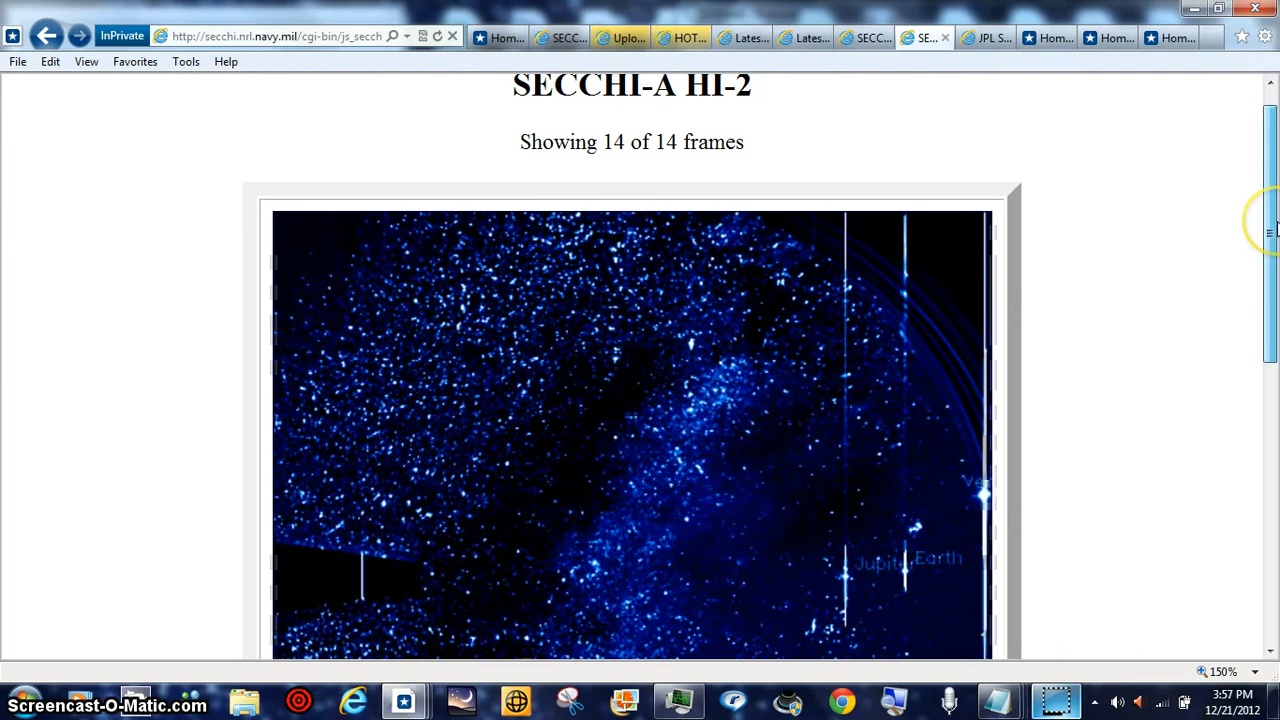 InPrivate
http://secchi.nrl.navy.mil/cgi-bin/js_secch
Hom...
SECC...
Uplo...
HOT...
Lates...
Lates...
SECC...
SE...
JPL S...
Hom...
Hom...
Hom...
File Edit View Favorites Tools Help
SECCHI-A HI-2
Showing 14 of 14 frames
Jupiter
Earth
150%
3:57 PM
12/21/2012
Screencast-O-Matic.com